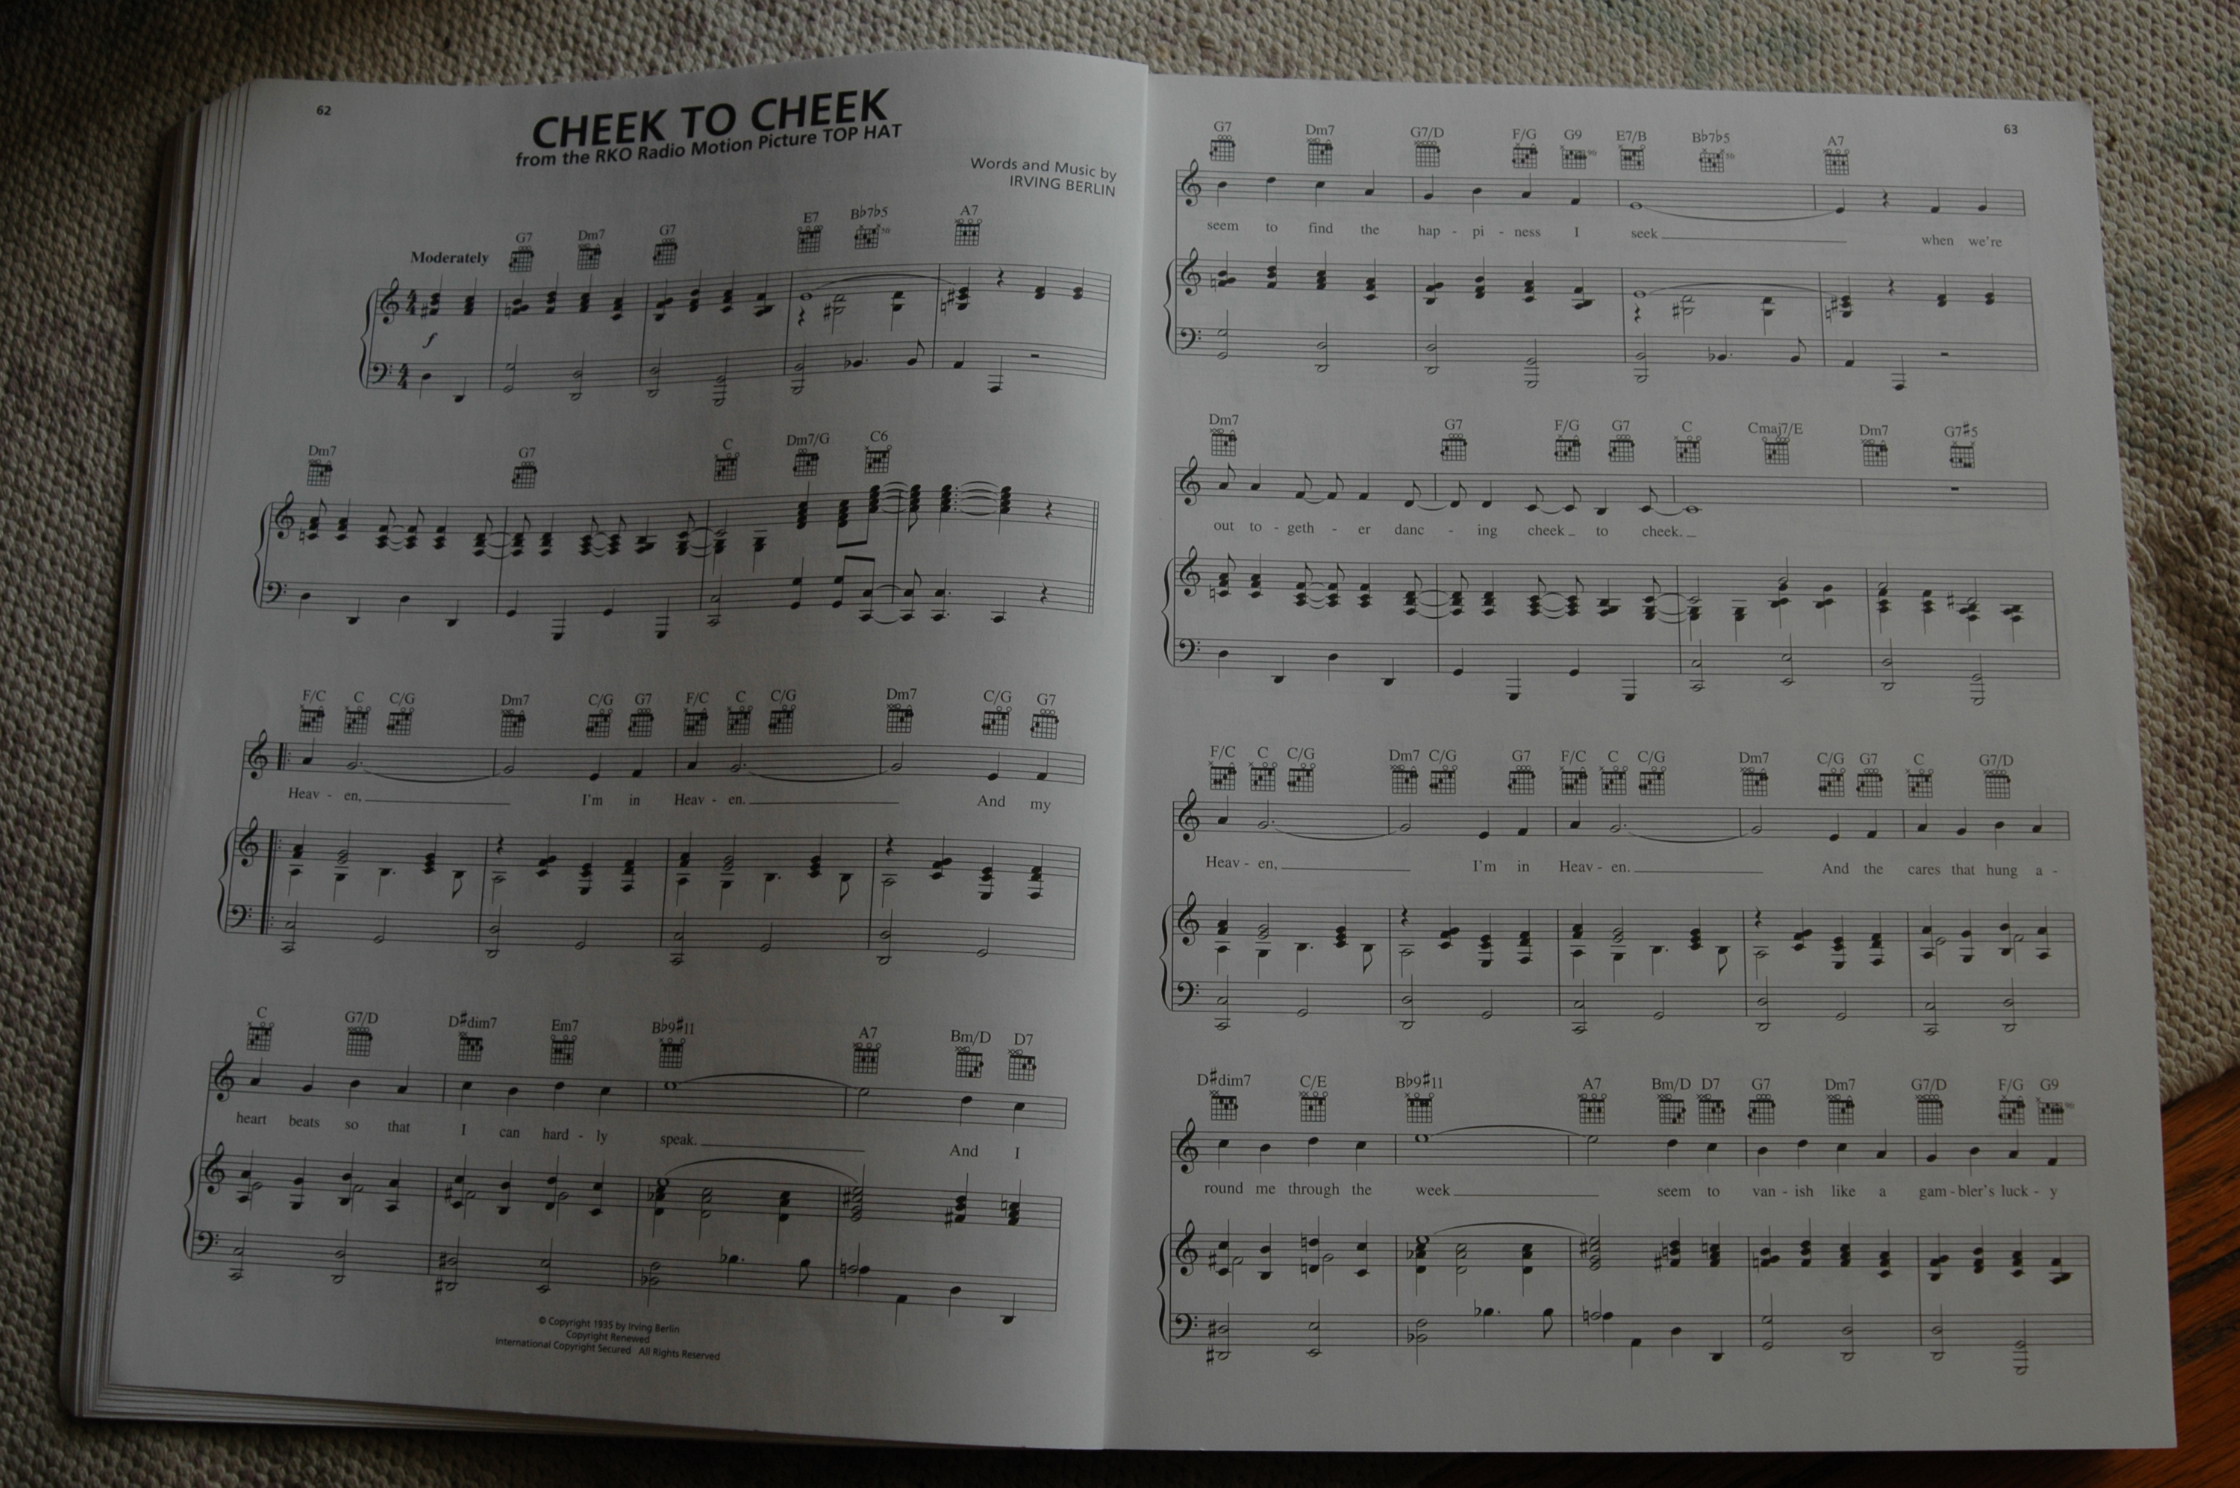 62
CHEEK TO CHEEK
from the RKO Radio Motion Picture TOP HAT
Words and Music by
IRVING BERLIN
G7 Dm7 G7 E7 B♭7♭5 A7
Moderately
f
Dm7 G7 C Dm7/G C6
F/C C C/G Dm7 C/G G7 F/C C C/G Dm7 C/G G7
Heav - en, I'm in Heav - en. And my
C G7/D D♯dim7 Em7 B♭9♯11 A7 Bm/D D7
heart beats so that I can hard - ly speak. And I
© Copyright 1935 by Irving Berlin
Copyright Renewed
International Copyright Secured All Rights Reserved
63
G7 Dm7 G7/D F/G G9 E7/B B♭7♭5 A7
seem to find the hap - pi - ness I seek when we're
Dm7 G7 F/G G7 C Cmaj7/E Dm7 G7♯5
out to - geth - er danc - ing cheek to cheek.
F/C C C/G Dm7 C/G G7 F/C C C/G Dm7 C/G G7 C G7/D
Heav - en, I'm in Heav - en. And the cares that hung a -
D♯dim7 C/E B♭9♯11 A7 Bm/D D7 G7 Dm7 G7/D F/G G9
round me through the week seem to van - ish like a gam - bler's luck - y